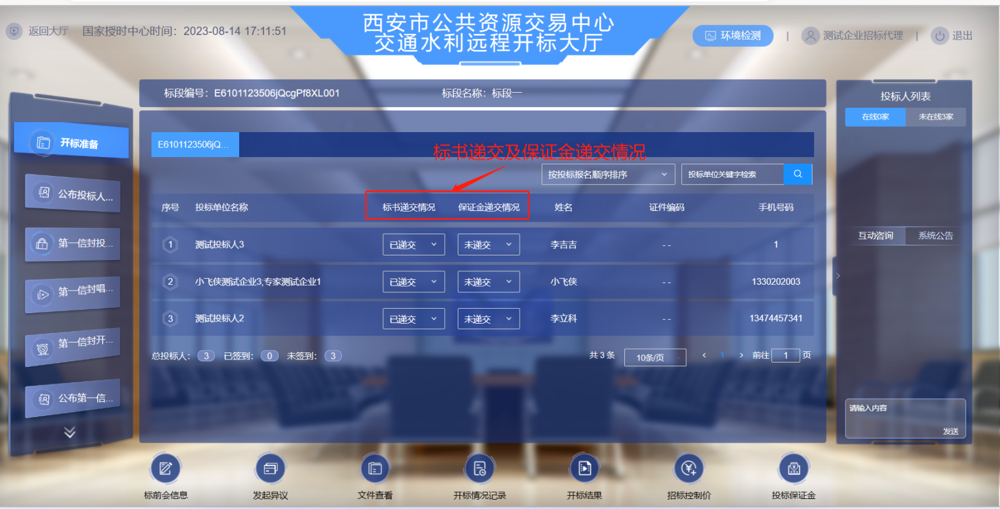 返回大厅 国家授时中心时间：2023-08-14 17:11:51
西安市公共资源交易中心
交通水利远程开标大厅
环境检测 | 测试企业招标代理 | 退出
标段编号：E6101123506jQcgPf8XL001 标段名称：标段一
开标准备
公布投标人...
第一信封投...
第一信封唱...
第一信封开...
公布第一信...
E6101123506jQ...
标书递交及保证金递交情况
按投标报名顺序排序 投标单位关键字检索
序号 投标单位名称 标书递交情况 保证金递交情况 姓名 证件编码 手机号码
1 测试投标人3 已递交 未递交 李吉吉 -- 1
2 小飞侠测试企业3;专家测试企业1 已递交 未递交 小飞侠 -- 1330202003
3 测试投标人2 已递交 未递交 李立科 -- 13474457341
总投标人： 3 已签到： 0 未签到： 3 共 3 条 10条/页 < 1 > 前往 1 页
投标人列表
在线0家 未在线3家
互动咨询 系统公告
请输入内容
发送
标前会信息 发起异议 文件查看 开标情况记录 开标结果 招标控制价 投标保证金